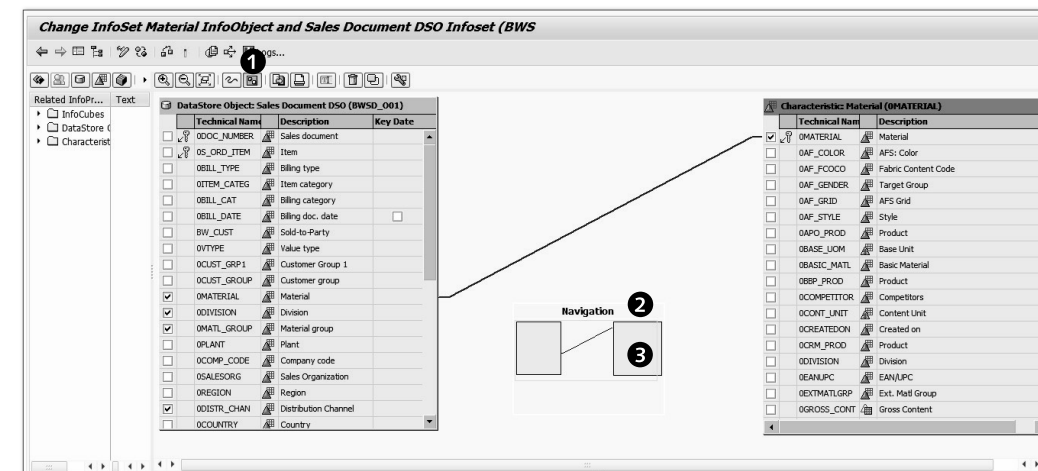 Change InfoSet Material InfoObject and Sales Document DSO Infoset (BWS
ogs...
1
Related InfoPr... Text
InfoCubes
DataStore
Characterist
DataStore Object: Sales Document DSO (BWSD_O01)
Technical Name Description Key Date
0DOC_NUMBER Sales document
0S_ORD_ITEM Item
0BILL_TYPE Billing type
0ITEM_CATEG Item category
0BILL_CAT Billing category
0BILL_DATE Billing doc. date
BW_CUST Sold-to-Party
0VTYPE Value type
0CUST_GRP1 Customer Group 1
0CUST_GROUP Customer group
0MATERIAL Material
0DIVISION Division
0MATL_GROUP Material group
0PLANT Plant
0COMP_CODE Company code
0SALESORG Sales Organization
0REGION Region
0DISTR_CHAN Distribution Channel
0COUNTRY Country
Navigation 2
3
Characteristic: Material (0MATERIAL)
Technical Nam Description
0MATERIAL Material
0AF_COLOR AFS: Color
0AF_FCOCO Fabric Content Code
0AF_GENDER Target Group
0AF_GRID AFS Grid
0AF_STYLE Style
0APO_PROD Product
0BASE_UOM Base Unit
0BASIC_MATL Basic Material
0BBP_PROD Product
0COMPETITOR Competitors
0CONT_UNIT Content Unit
0CREATEDON Created on
0CRM_PROD Product
0DIVISION Division
0EANUPC EAN/UPC
0EXTMATLGRP Ext. Matl Group
0GROSS_CONT Gross Content